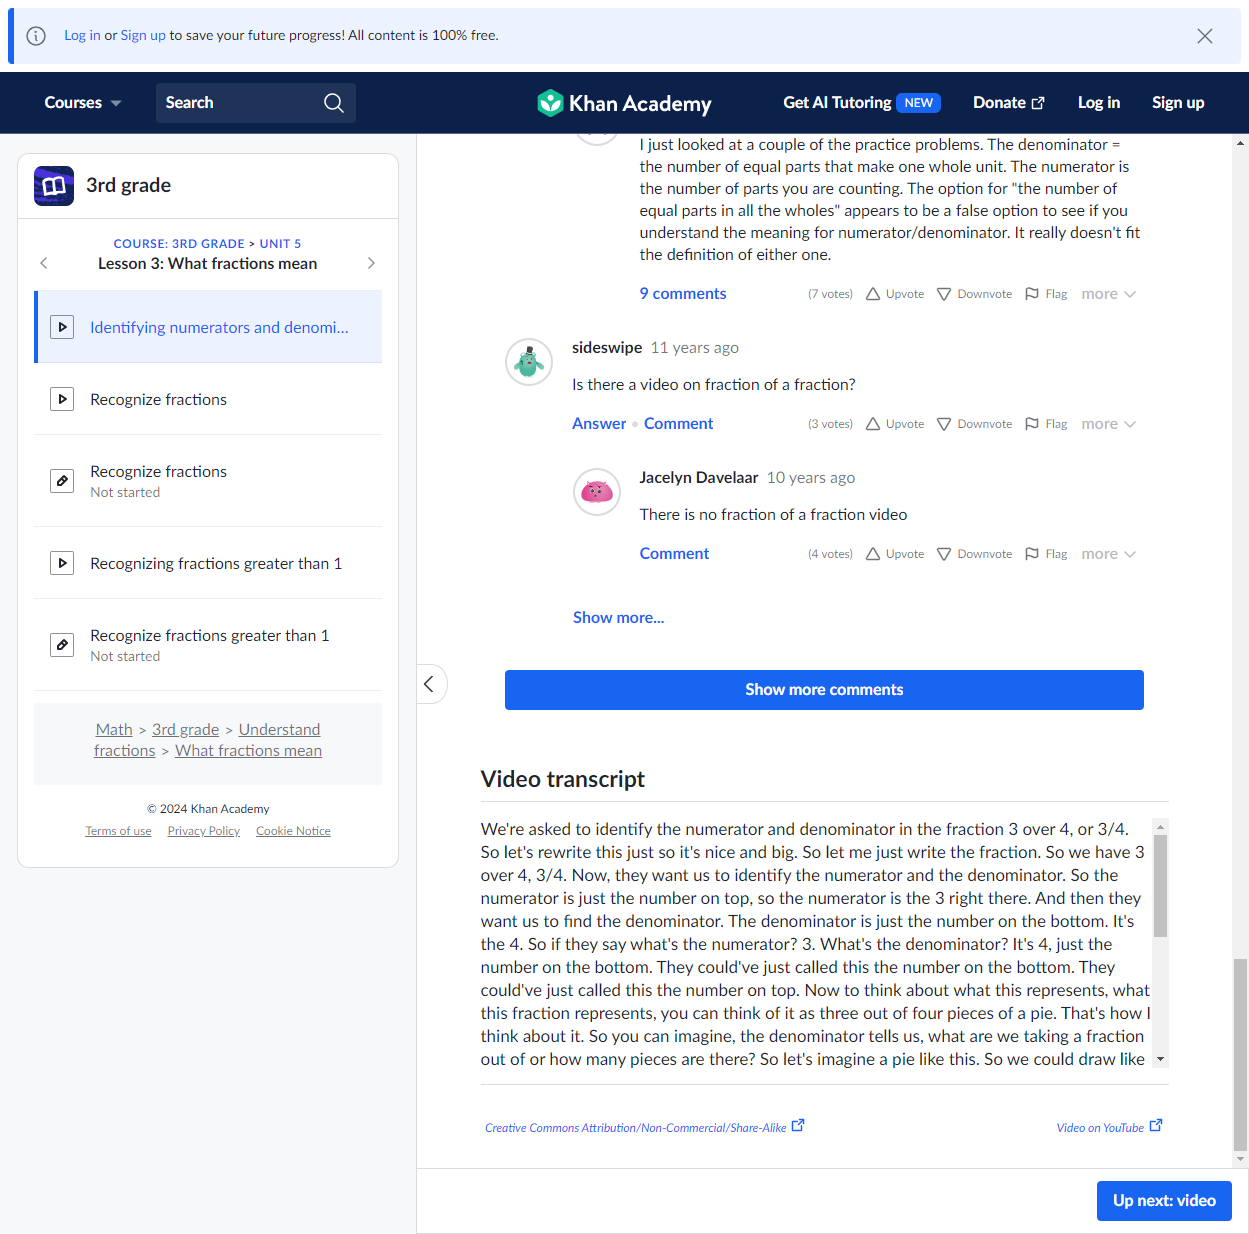 Log in or Sign up to save your future progress! All content is 100% free.
Courses
Search
Khan Academy
Get AI Tutoring NEW
Donate
Log in
Sign up
3rd grade
COURSE: 3RD GRADE > UNIT 5
Lesson 3: What fractions mean
Identifying numerators and denomi...
Recognize fractions
Recognize fractions
Not started
Recognizing fractions greater than 1
Recognize fractions greater than 1
Not started
Math > 3rd grade > Understand
fractions > What fractions mean
© 2024 Khan Academy
Terms of use Privacy Policy Cookie Notice
I just looked at a couple of the practice problems. The denominator =
the number of equal parts that make one whole unit. The numerator is
the number of parts you are counting. The option for "the number of
equal parts in all the wholes" appears to be a false option to see if you
understand the meaning for numerator/denominator. It really doesn't fit
the definition of either one.
9 comments (7 votes) Upvote Downvote Flag more
sideswipe 11 years ago
Is there a video on fraction of a fraction?
Answer • Comment (3 votes) Upvote Downvote Flag more
Jacelyn Davelaar 10 years ago
There is no fraction of a fraction video
Comment (4 votes) Upvote Downvote Flag more
Show more...
Show more comments
Video transcript
We're asked to identify the numerator and denominator in the fraction 3 over 4, or 3/4.
So let's rewrite this just so it's nice and big. So let me just write the fraction. So we have 3
over 4, 3/4. Now, they want us to identify the numerator and the denominator. So the
numerator is just the number on top, so the numerator is the 3 right there. And then they
want us to find the denominator. The denominator is just the number on the bottom. It's
the 4. So if they say what's the numerator? 3. What's the denominator? It's 4, just the
number on the bottom. They could've just called this the number on the bottom. They
could've just called this the number on top. Now to think about what this represents, what
this fraction represents, you can think of it as three out of four pieces of a pie. That's how I
think about it. So you can imagine, the denominator tells us, what are we taking a fraction
out of or how many pieces are there? So let's imagine a pie like this. So we could draw like
Creative Commons Attribution/Non-Commercial/Share-Alike
Video on YouTube
Up next: video